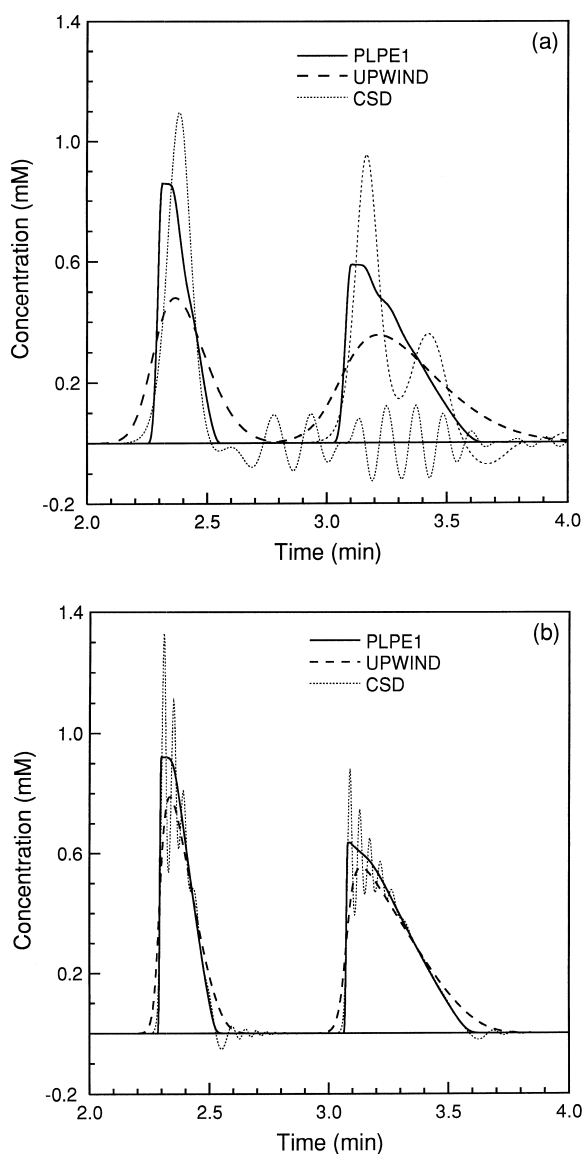 1.4
(a)
PLPE1
UPWIND
CSD
1.0
0.6
0.2
-0.2
Concentration (mM)
2.0 2.5 3.0 3.5 4.0
Time (min)
1.4
(b)
PLPE1
UPWIND
CSD
1.0
0.6
0.2
-0.2
Concentration (mM)
2.0 2.5 3.0 3.5 4.0
Time (min)